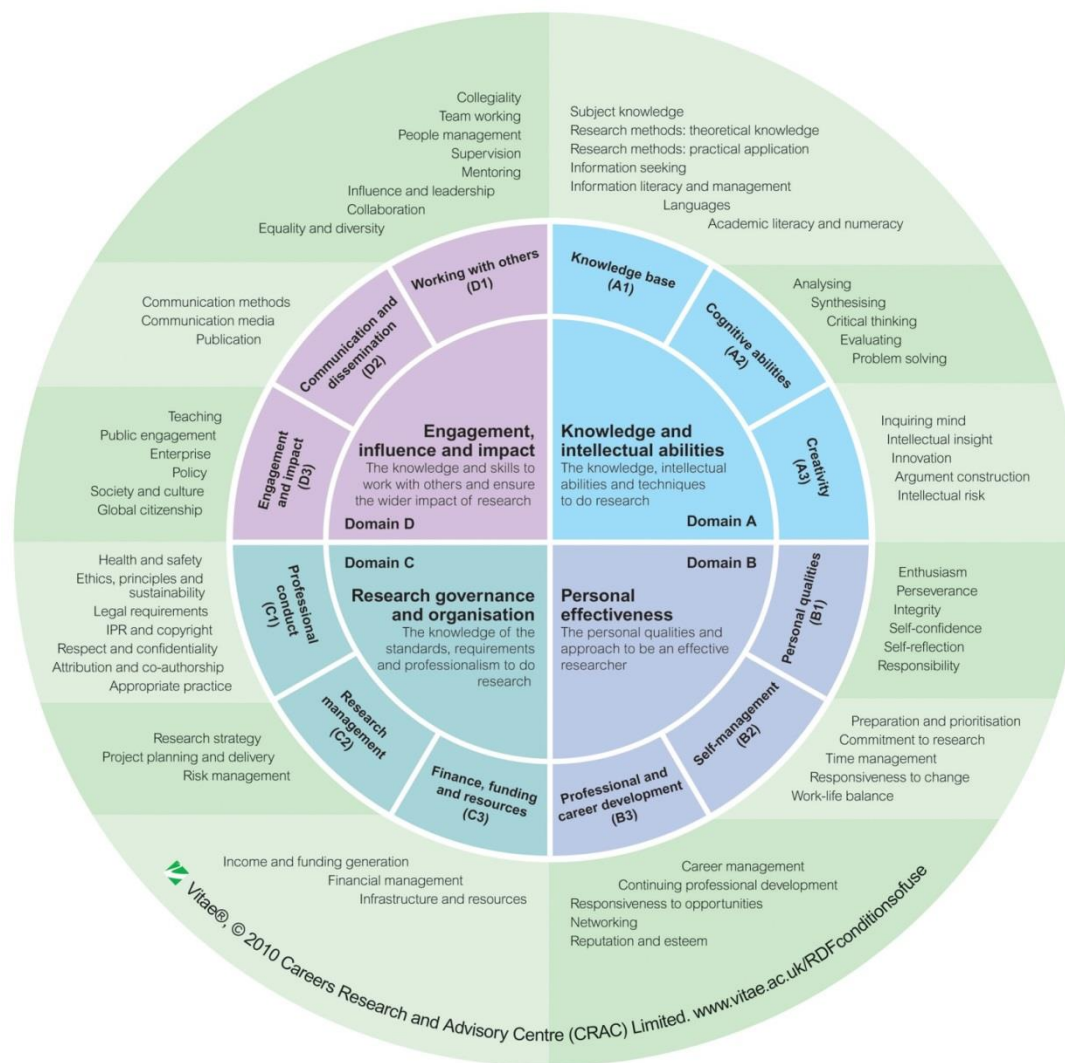 Collegiality
Team working
People management
Supervision
Mentoring
Influence and leadership
Collaboration
Equality and diversity
Subject knowledge
Research methods: theoretical knowledge
Research methods: practical application
Information seeking
Information literacy and management
Languages
Academic literacy and numeracy
Working with others
(D1)
Knowledge base
(A1)
Communication methods
Communication media
Publication
Communication and
dissemination
(D2)
Cognitive abilities
(A2)
Analysing
Synthesising
Critical thinking
Evaluating
Problem solving
Teaching
Public engagement
Enterprise
Policy
Society and culture
Global citizenship
Engagement
and impact
(D3)
Engagement,
influence and impact
The knowledge and skills to
work with others and ensure
the wider impact of research
Domain D
Knowledge and
intellectual abilities
The knowledge, intellectual
abilities and techniques
to do research
Domain A
Creativity
(A3)
Inquiring mind
Intellectual insight
Innovation
Argument construction
Intellectual risk
Health and safety
Ethics, principles and
sustainability
Legal requirements
IPR and copyright
Respect and confidentiality
Attribution and co-authorship
Appropriate practice
Professional
conduct
(C1)
Domain C
Research governance
and organisation
The knowledge of the
standards, requirements
and professionalism to do
research
Domain B
Personal
effectiveness
The personal qualities and
approach to be an effective
researcher
Personal qualities
(B1)
Enthusiasm
Perseverance
Integrity
Self-confidence
Self-reflection
Responsibility
Research strategy
Project planning and delivery
Risk management
Research
management
(C2)
Self-management
(B2)
Preparation and prioritisation
Commitment to research
Time management
Responsiveness to change
Work-life balance
Finance, funding
and resources
(C3)
Professional and
career development
(B3)
Income and funding generation
Financial management
Infrastructure and resources
Career management
Continuing professional development
Responsiveness to opportunities
Networking
Reputation and esteem
Vitae®, © 2010 Careers Research and Advisory Centre (CRAC) Limited. www.vitae.ac.uk/RDFconditionsofuse